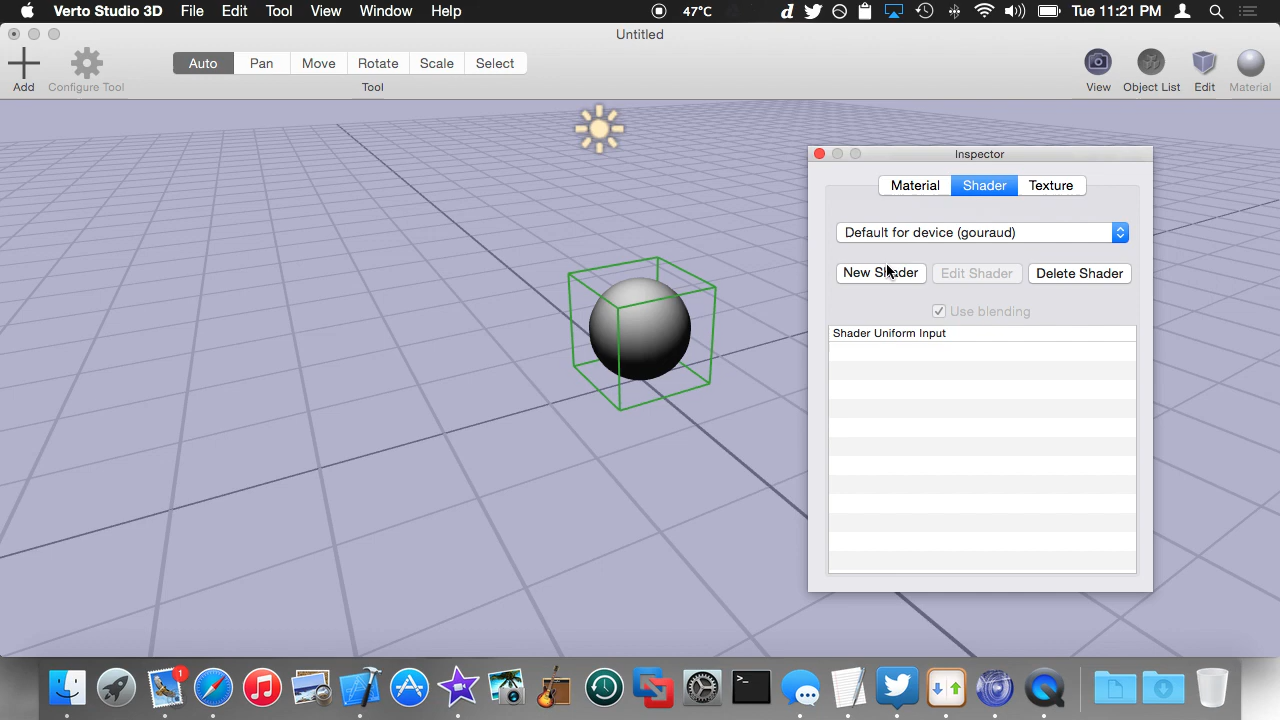 Verto Studio 3D File Edit Tool View Window Help 47°C Tue 11:21 PM
Untitled
Auto Pan Move Rotate Scale Select
Add Configure Tool Tool View Object List Edit Material
Inspector
Material Shader Texture
Default for device (gouraud)
New Shader Edit Shader Delete Shader
Use blending
Shader Uniform Input
1